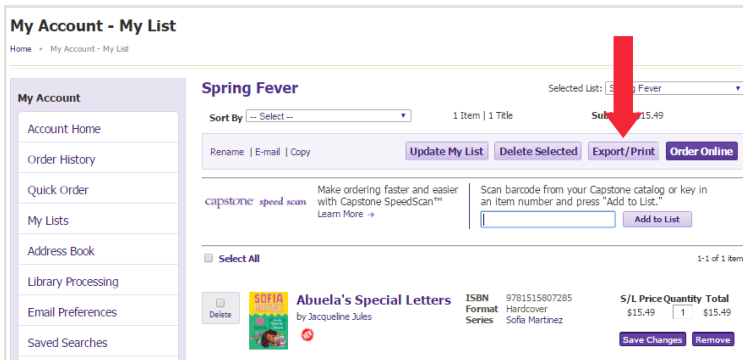 My Account - My List
Home • My Account - My List
My Account
Account Home
Order History
Quick Order
My Lists
Address Book
Library Processing
Email Preferences
Saved Searches
Spring Fever
Selected List: Fever
Sort By -- Select --
1 Item | 1 Title
$15.49
Rename | E-mail | Copy
Update My List
Delete Selected
Export/Print
Order Online
capstone speed scan
Make ordering faster and easier
with Capstone SpeedScan™
Learn More →
Scan barcode from your Capstone catalog or key in
an item number and press "Add to List."
Add to List
Select All
1-1 of 1 item
Delete
SOFIA
MARTINEZ
Abuela's Special Letters
by Jacqueline Jules
ISBN 9781515807285
Format Hardcover
Series Sofia Martinez
S/L Price Quantity Total
$15.49 1 $15.49
Save Changes
Remove